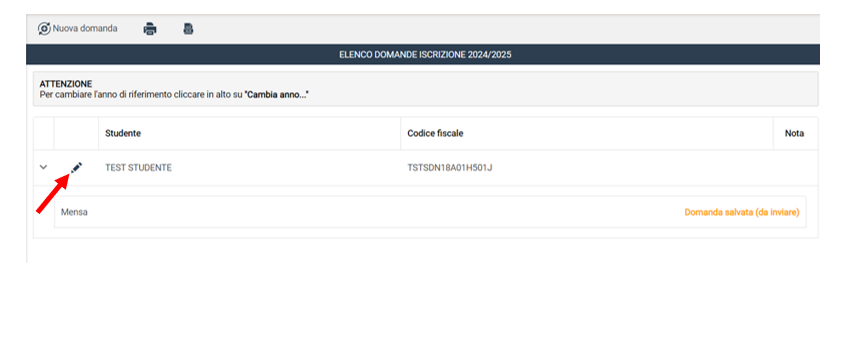 Nuova domanda
ELENCO DOMANDE ISCRIZIONE 2024/2025
ATTENZIONE
Per cambiare l'anno di riferimento cliccare in alto su "Cambia anno..."
Studente Codice fiscale Nota
TEST STUDENTE TSTSDN18A01H501J
Mensa Domanda salvata (da inviare)